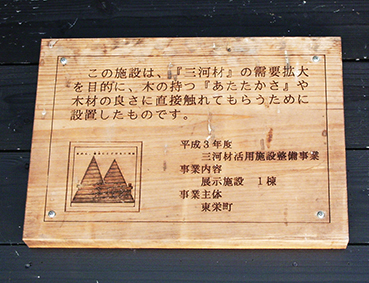 この施設は、『三河材』の需要拡大
を目的に、木の持つ『あたたかさ』や
木材の良さに直接触れてもらうために
設置したものです。
平成3年度
三河材活用施設整備事業
事業内容
展示施設 1棟
事業主体
東栄町